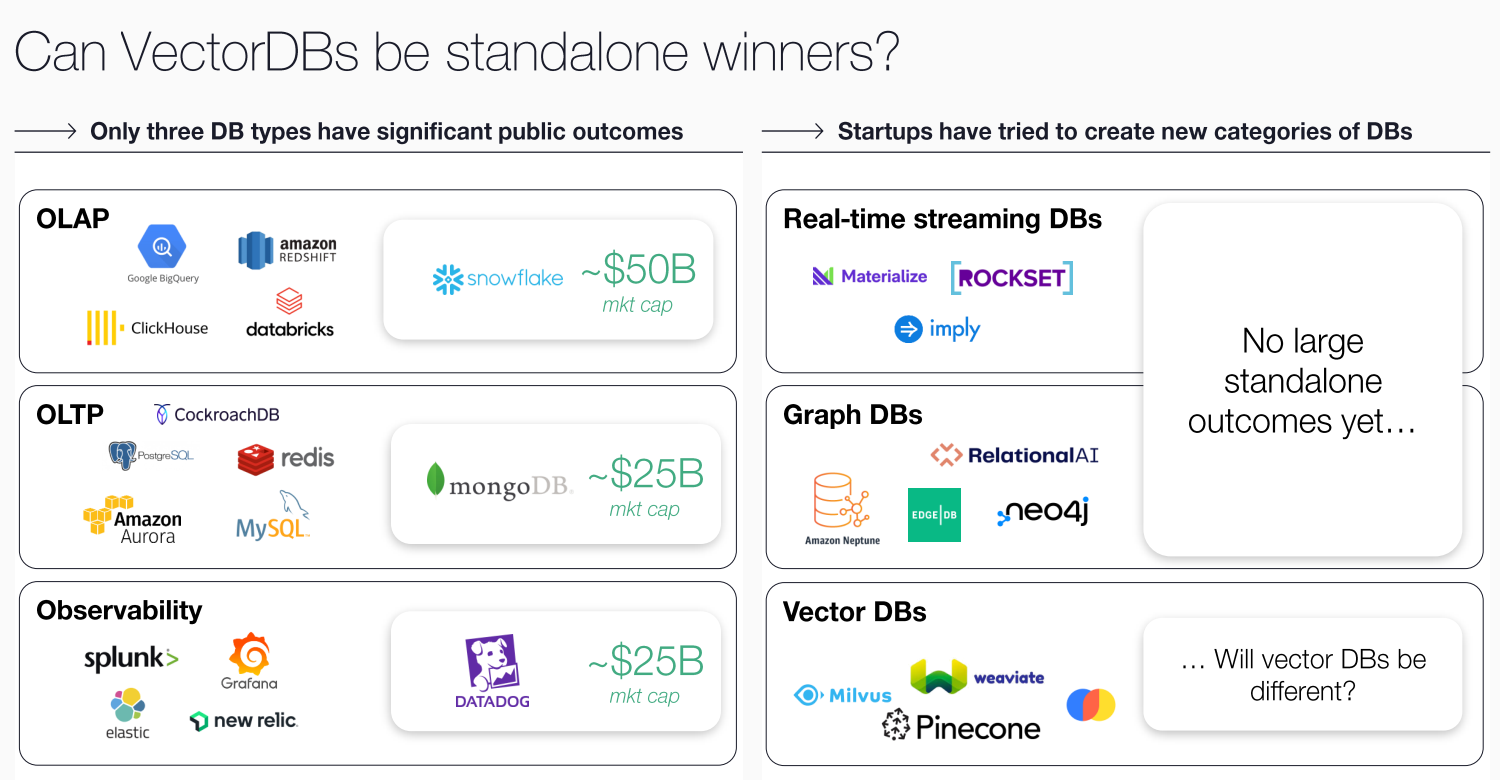 Can VectorDBs be standalone winners?
Only three DB types have significant public outcomes
OLAP
Google BigQuery
amazon
REDSHIFT
ClickHouse
databricks
snowflake
~$50B
mkt cap
OLTP
CockroachDB
PostgreSQL
redis
Amazon
Aurora
MySQL™
mongoDB®
~$25B
mkt cap
Observability
splunk>
Grafana
elastic
new relic.
DATADOG
~$25B
mkt cap
Startups have tried to create new categories of DBs
Real-time streaming DBs
Materialize
[ROCKSET]
imply
Graph DBs
RelationalAI
Amazon Neptune
EDGE|DB
neo4j
No large
standalone
outcomes yet…
Vector DBs
Milvus
weaviate
Pinecone
… Will vector DBs be
different?